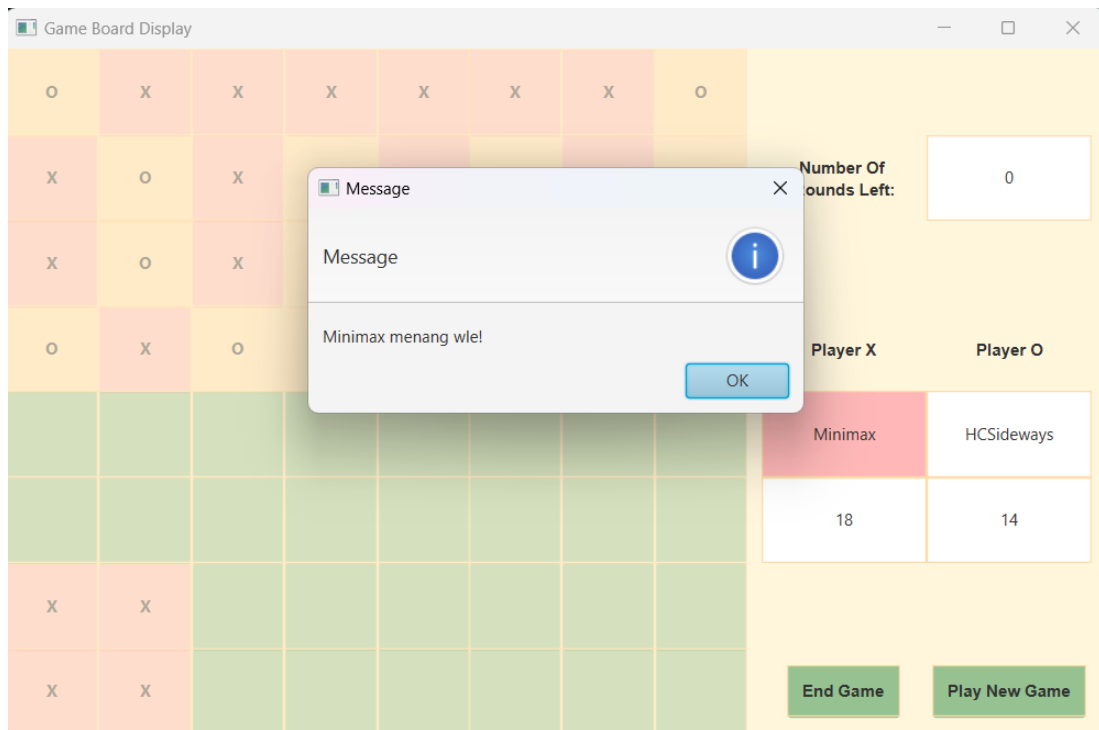 Game Board Display
O X X X X X X O
X O X
Number Of
ounds Left:
0
Message
Message
X O X
Minimax menang wle!
OK
O X O
Player X Player O
Minimax HCSideways
18 14
X X
X X
End Game Play New Game